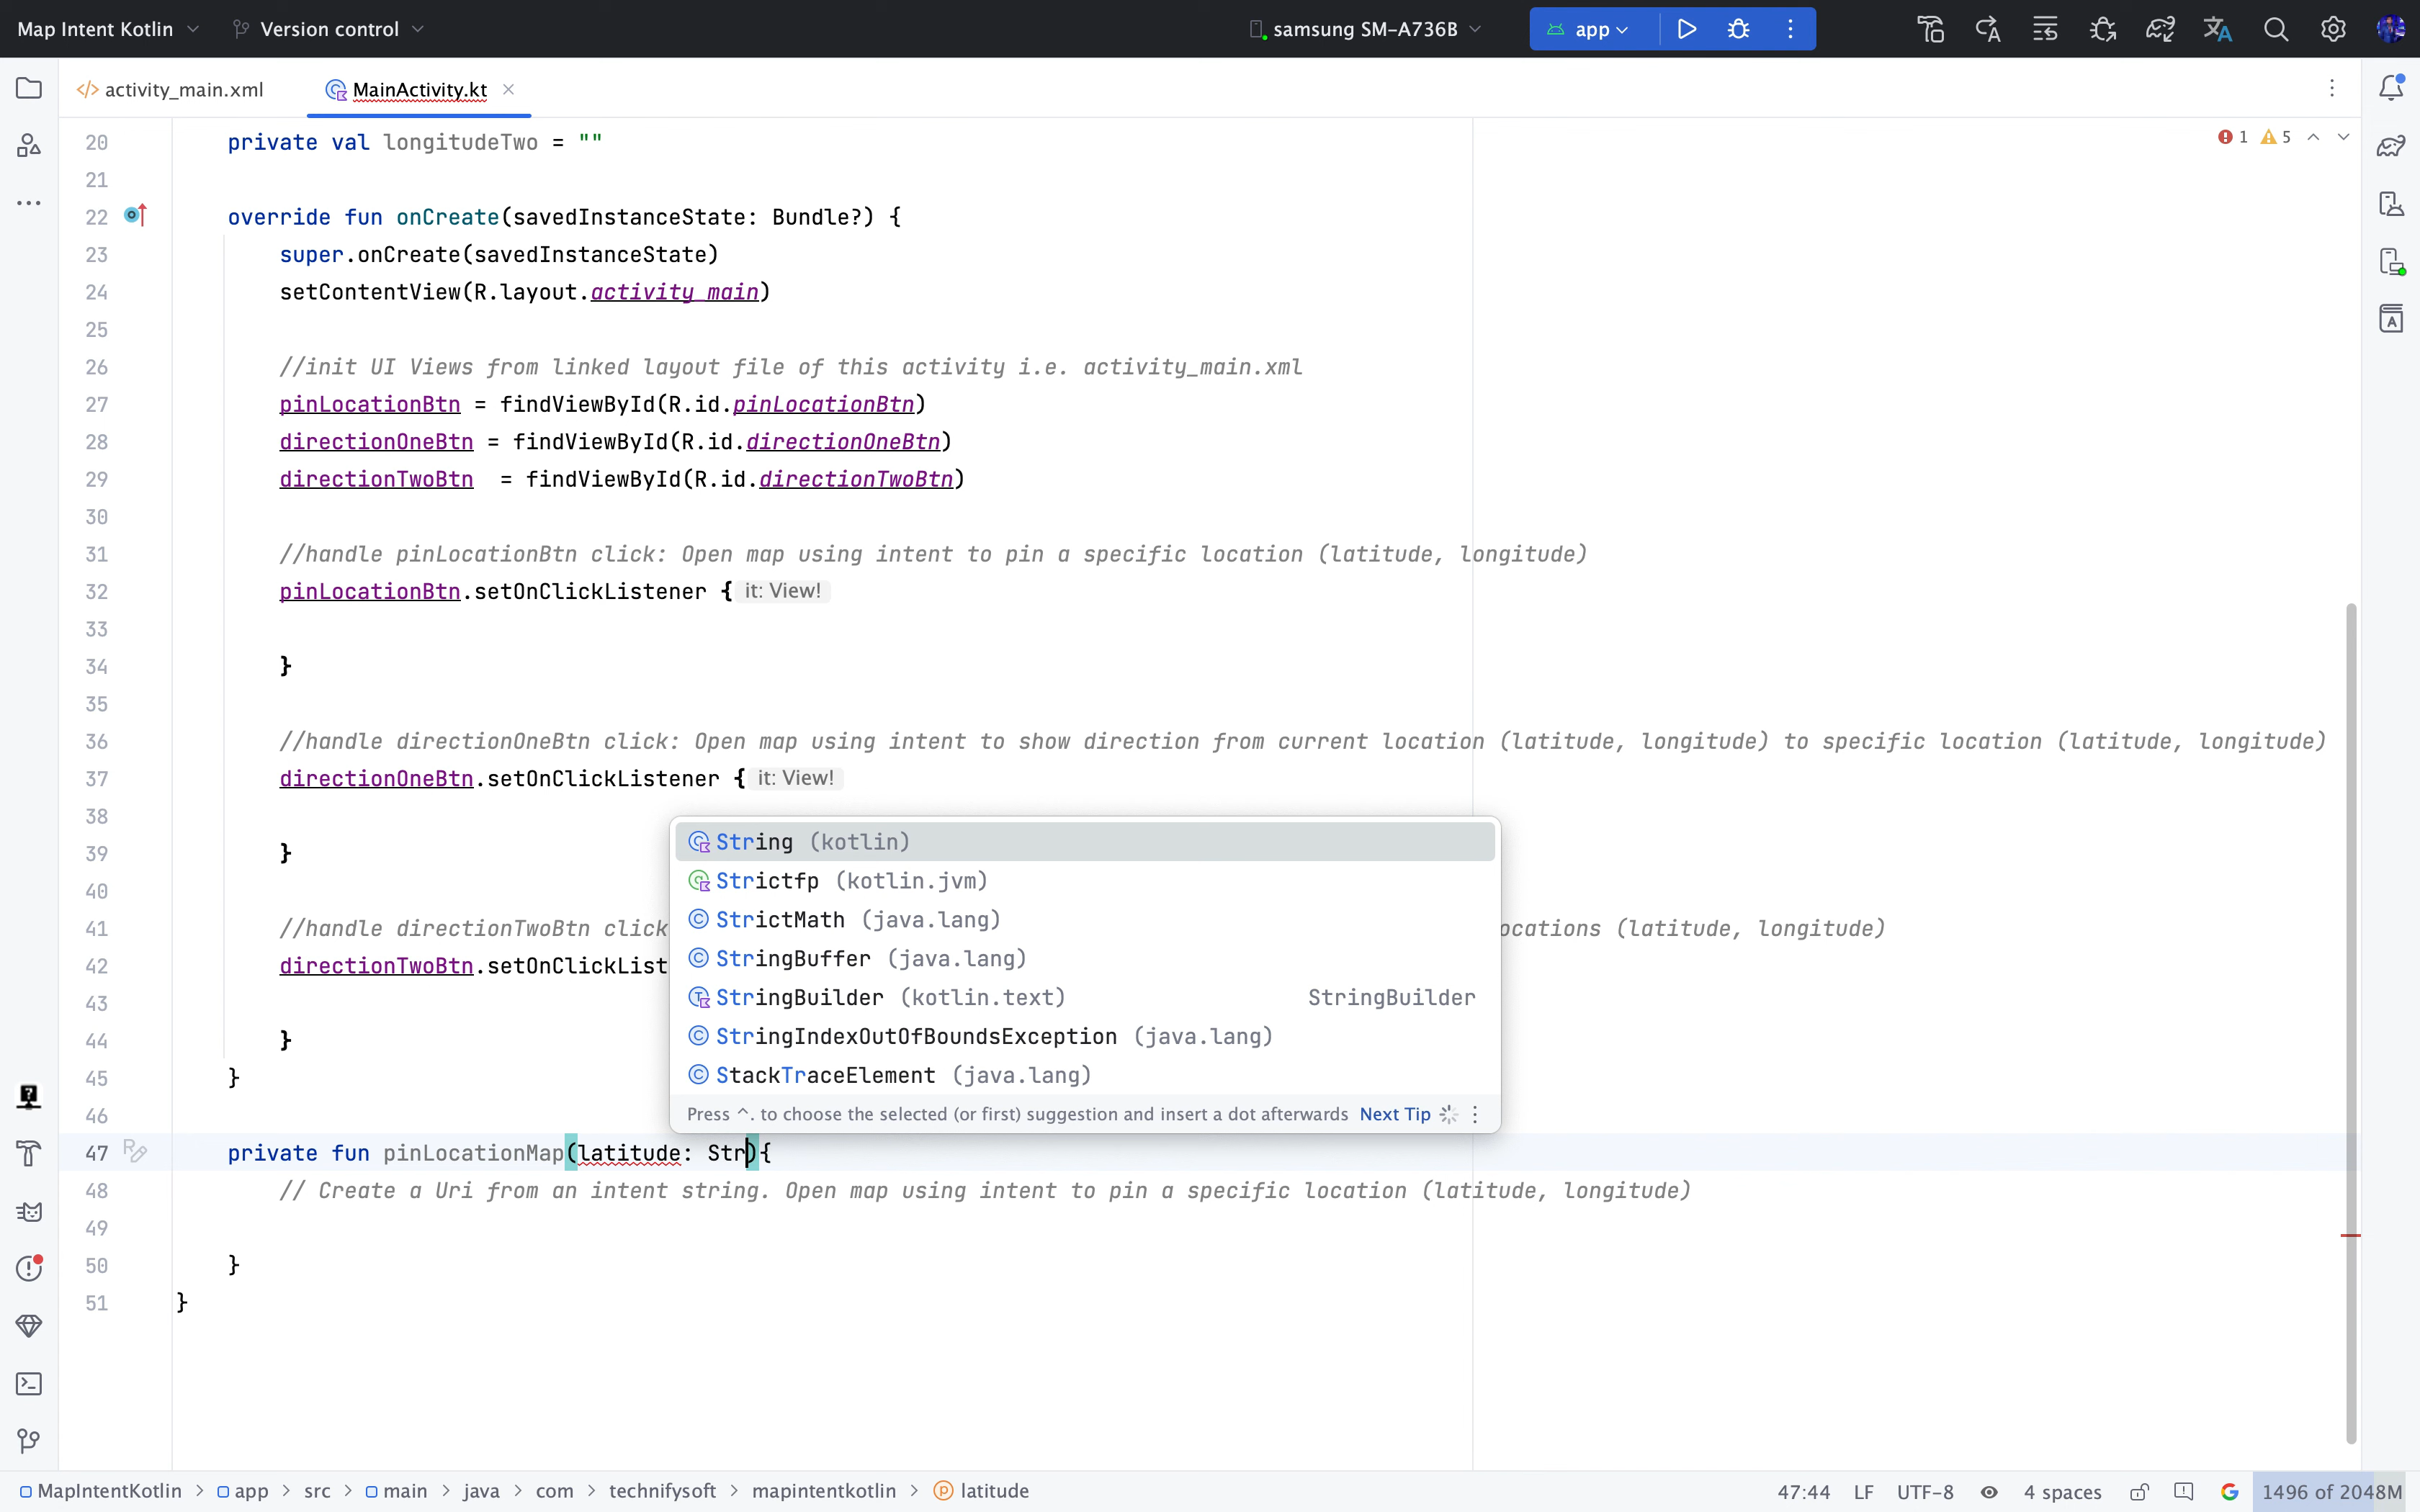 Map Intent Kotlin Version control samsung SM-A736B app
activity_main.xml MainActivity.kt
1 5
20 private val longitudeTwo = ""
21
22 override fun onCreate(savedInstanceState: Bundle?) {
23 super.onCreate(savedInstanceState)
24 setContentView(R.layout.activity_main)
25
26 //init UI Views from linked layout file of this activity i.e. activity_main.xml
27 pinLocationBtn = findViewById(R.id.pinLocationBtn)
28 directionOneBtn = findViewById(R.id.directionOneBtn)
29 directionTwoBtn = findViewById(R.id.directionTwoBtn)
30
31 //handle pinLocationBtn click: Open map using intent to pin a specific location (latitude, longitude)
32 pinLocationBtn.setOnClickListener { it: View!
33
34 }
35
36 //handle directionOneBtn click: Open map using intent to show direction from current location (latitude, longitude) to specific location (latitude, longitude)
37 directionOneBtn.setOnClickListener { it: View!
38
39 }
40
41 //handle directionTwoBtn click ocations (latitude, longitude)
42 directionTwoBtn.setOnClickList
43
44 }
45 }
46
String (kotlin)
Strictfp (kotlin.jvm)
StrictMath (java.lang)
StringBuffer (java.lang)
StringBuilder (kotlin.text) StringBuilder
StringIndexOutOfBoundsException (java.lang)
StackTraceElement (java.lang)
Press ^. to choose the selected (or first) suggestion and insert a dot afterwards Next Tip
47 private fun pinLocationMap(latitude: Str){
48 // Create a Uri from an intent string. Open map using intent to pin a specific location (latitude, longitude)
49
50 }
51 }
MapIntentKotlin > app > src > main > java > com > technifysoft > mapintentkotlin > latitude 47:44 LF UTF-8 4 spaces 1496 of 2048M